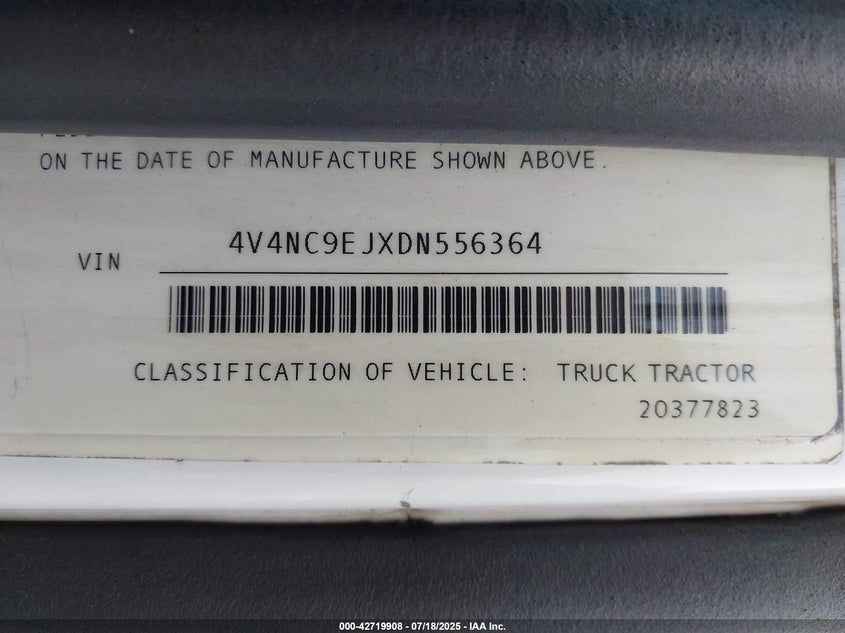 ON THE DATE OF MANUFACTURE SHOWN ABOVE.
VIN 4V4NC9EJXDN556364
CLASSIFICATION OF VEHICLE: TRUCK TRACTOR
20377823
000-42719908 - 07/18/2025 - IAA Inc.